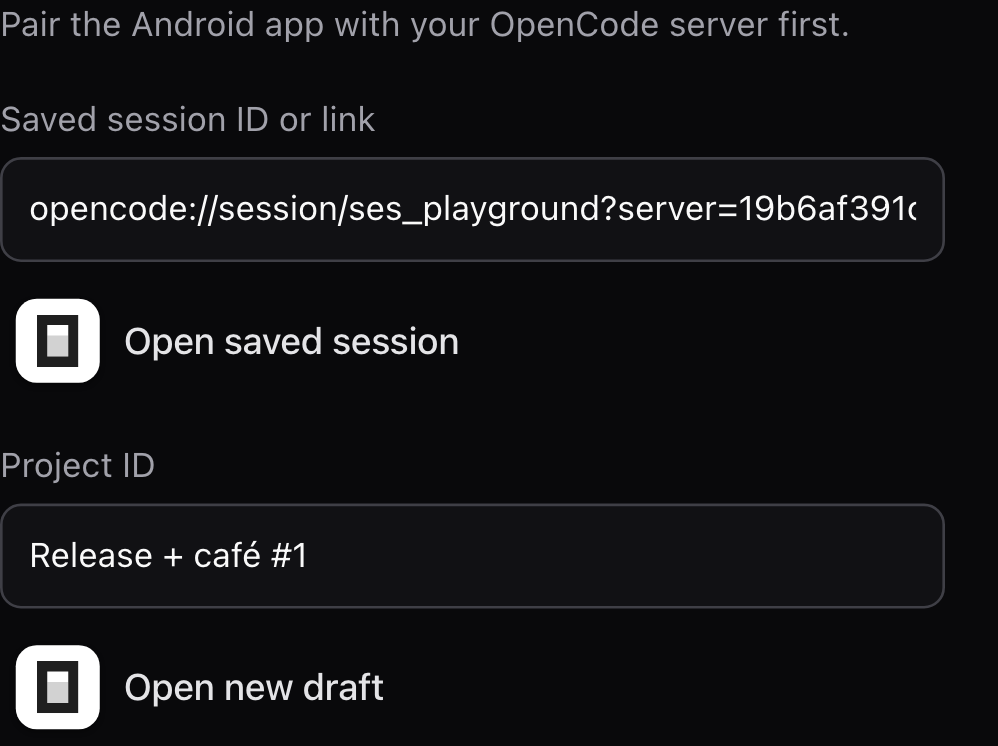 Pair the Android app with your OpenCode server first.
Saved session ID or link
opencode://session/ses_playground?server=19b6af391
Open saved session
Project ID
Release + café #1
Open new draft